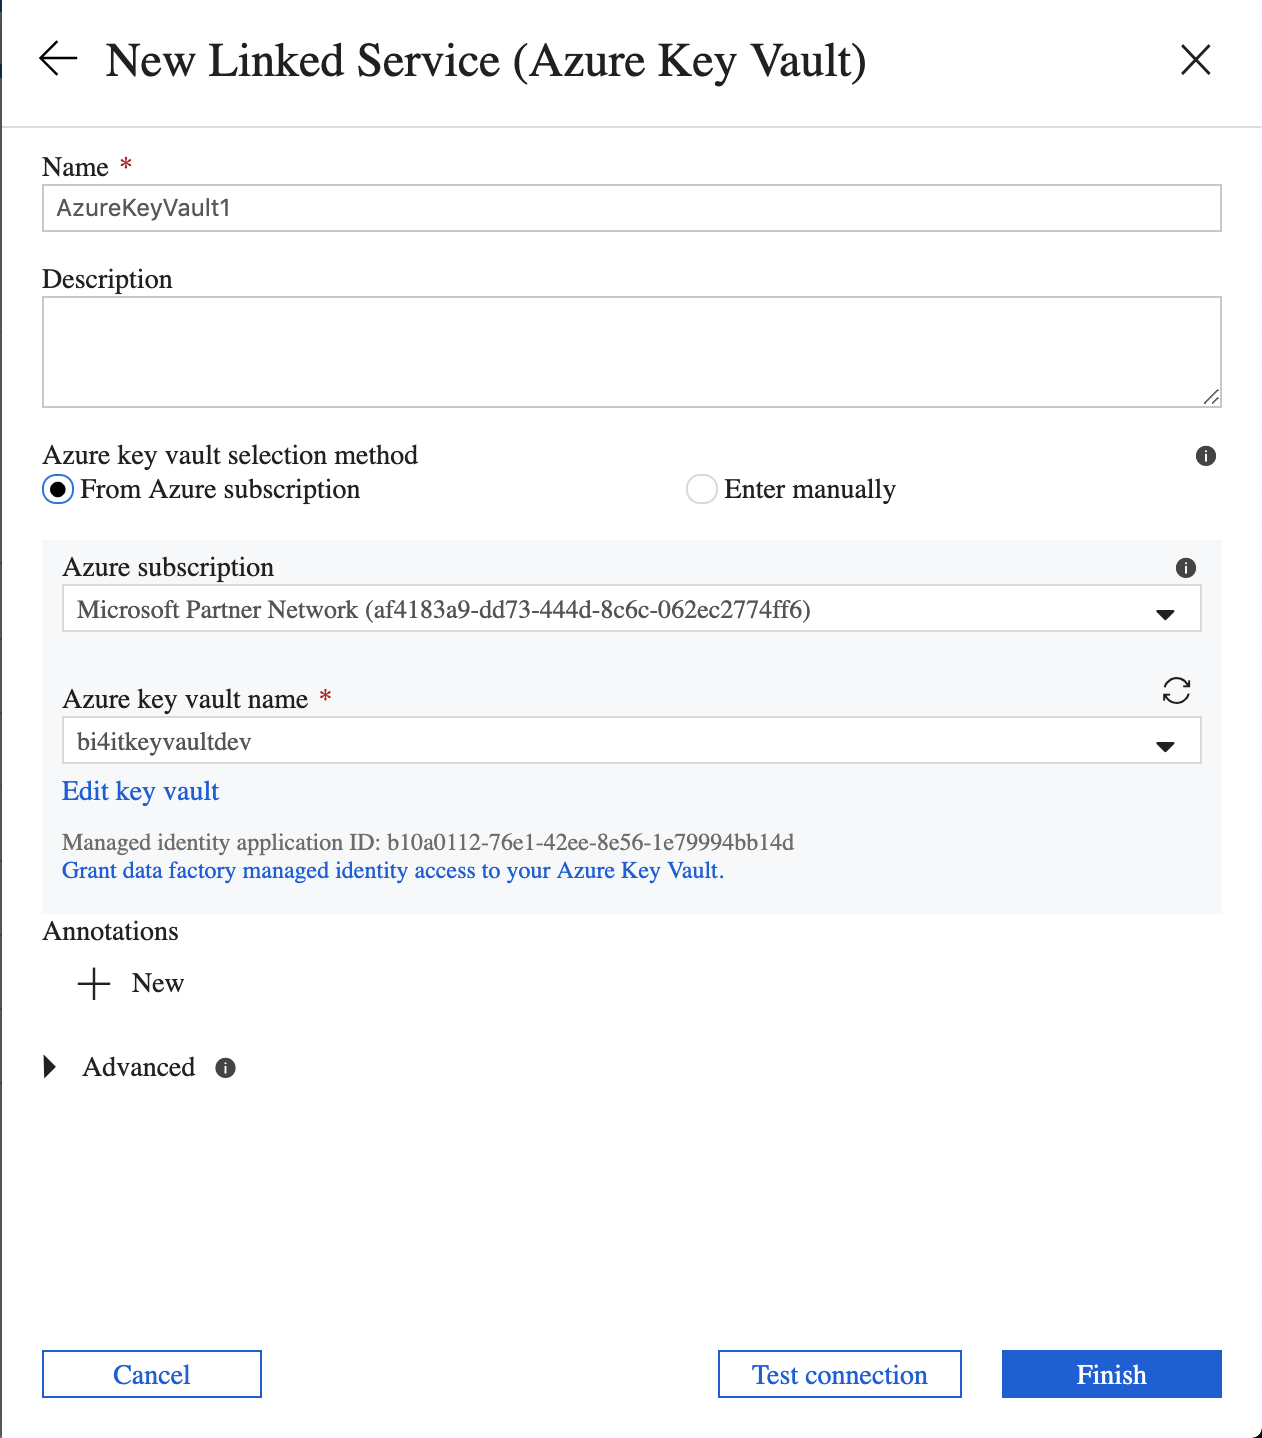 New Linked Service (Azure Key Vault)
Name *
AzureKeyVault1
Description
Azure key vault selection method
From Azure subscription
Enter manually
Azure subscription
Microsoft Partner Network (af4183a9-dd73-444d-8c6c-062ec2774ff6)
Azure key vault name *
bi4itkeyvaultdev
Edit key vault
Managed identity application ID: b10a0112-76e1-42ee-8e56-1e79994bb14d
Grant data factory managed identity access to your Azure Key Vault.
Annotations
New
Advanced
Cancel
Test connection
Finish